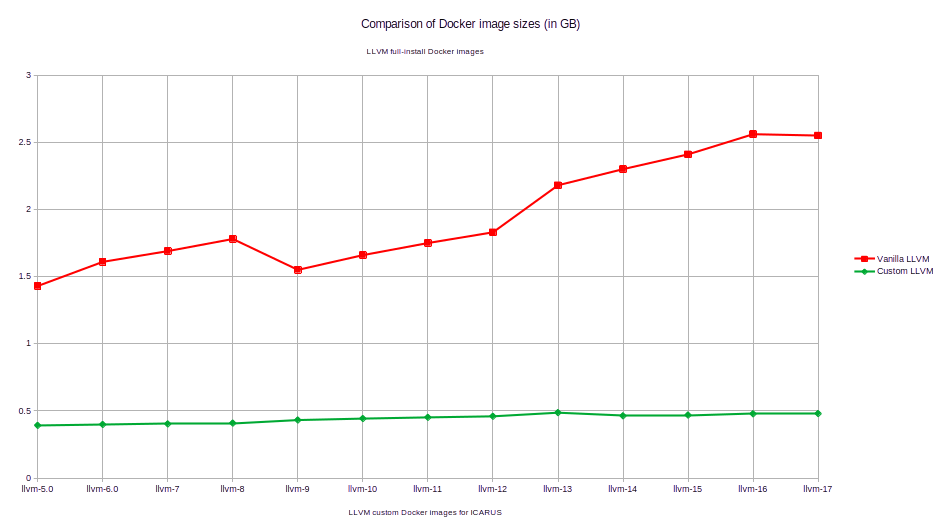 Comparison of Docker image sizes (in GB)
LLVM full-install Docker images
3
2.5
2
1.5
1
0.5
0
Vanilla LLVM
Custom LLVM
llvm-5.0 llvm-6.0 llvm-7 llvm-8 llvm-9 llvm-10 llvm-11 llvm-12 llvm-13 llvm-14 llvm-15 llvm-16 llvm-17
LLVM custom Docker images for ICARUS